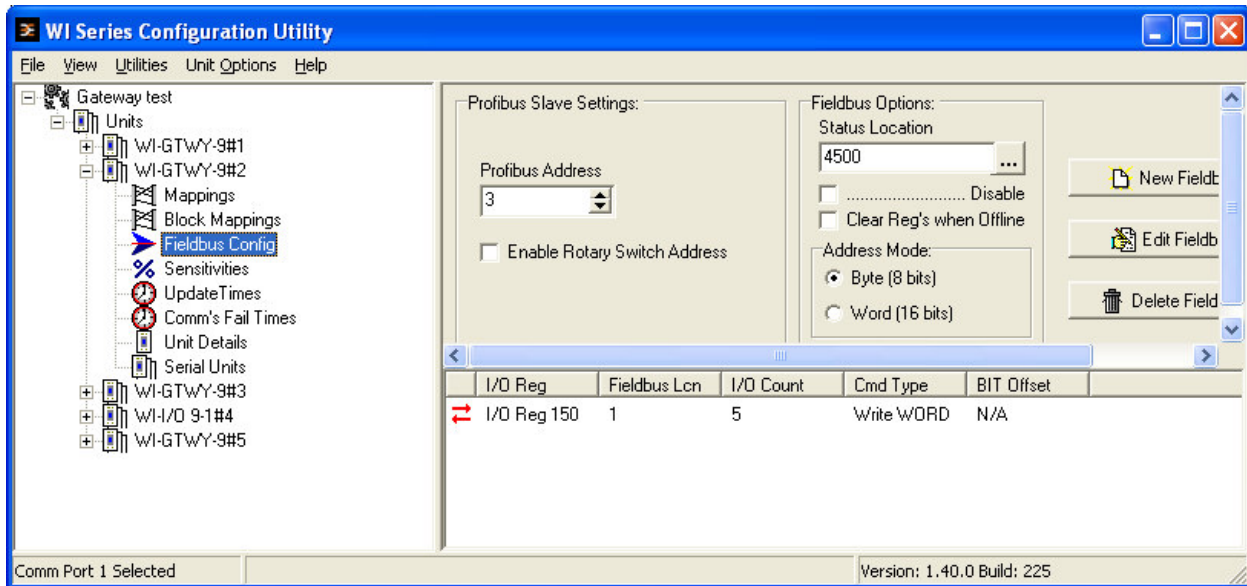 WI Series Configuration Utility
File View Utilities Unit Options Help
Gateway test
Units
WI-GTWY-9#1
WI-GTWY-9#2
Mappings
Block Mappings
Fieldbus Config
Sensitivities
UpdateTimes
Comm's Fail Times
Unit Details
Serial Units
WI-GTWY-9#3
WI-I/O 9-1#4
WI-GTWY-9#5
Profibus Slave Settings:
Profibus Address
3
Enable Rotary Switch Address
Fieldbus Options:
Status Location
4500 ...
.......................... Disable
Clear Reg's when Offline
Address Mode:
Byte (8 bits)
Word (16 bits)
New Fieldb
Edit Fieldb
Delete Field
I/O Reg Fieldbus Lcn I/O Count Cmd Type BIT Offset
I/O Reg 150 1 5 Write WORD N/A
Comm Port 1 Selected Version: 1.40.0 Build: 225